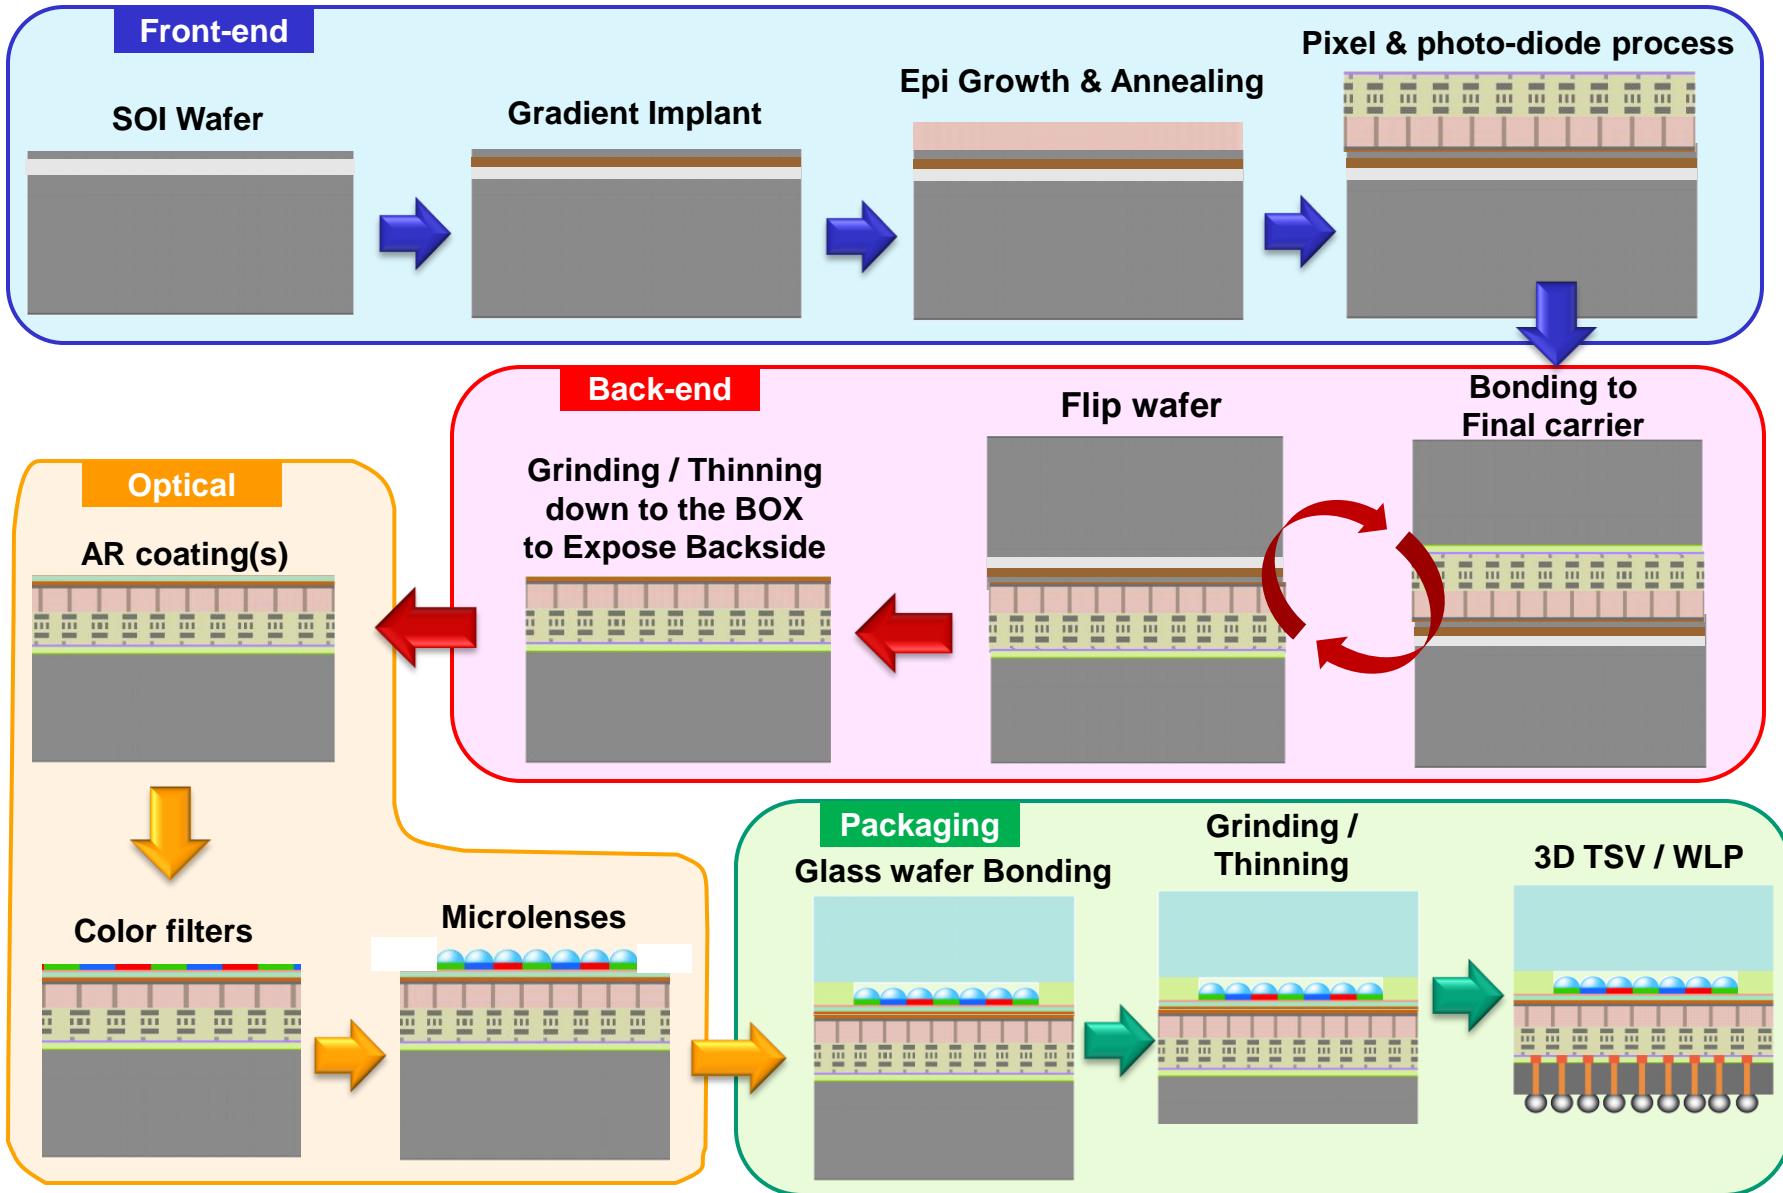 Front-end
SOI Wafer
Gradient Implant
Epi Growth & Annealing
Pixel & photo-diode process
Back-end
Bonding to
Final carrier
Flip wafer
Grinding / Thinning
down to the BOX
to Expose Backside
Optical
AR coating(s)
Color filters
Microlenses
Packaging
Glass wafer Bonding
Grinding /
Thinning
3D TSV / WLP